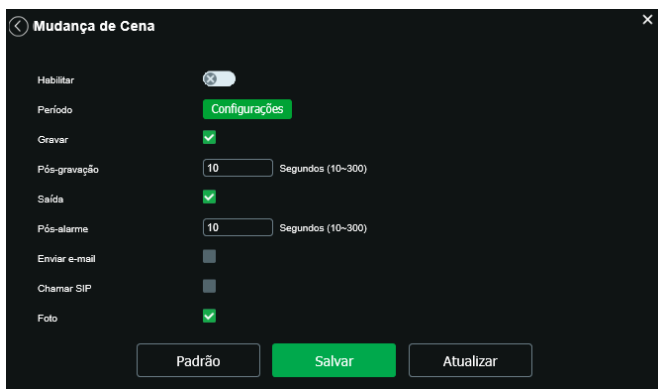 Mudança de Cena
Habilitar
Período Configurações
Gravar
Pós-gravação 10 Segundos (10~300)
Saída
Pós-alarme 10 Segundos (10~300)
Enviar e-mail
Chamar SIP
Foto
Padrão Salvar Atualizar